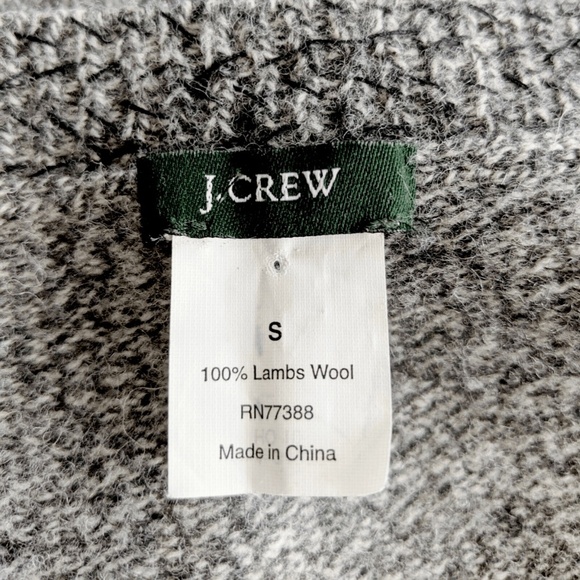 J.CREW
S
100% Lambs Wool
RN77388
Made in China